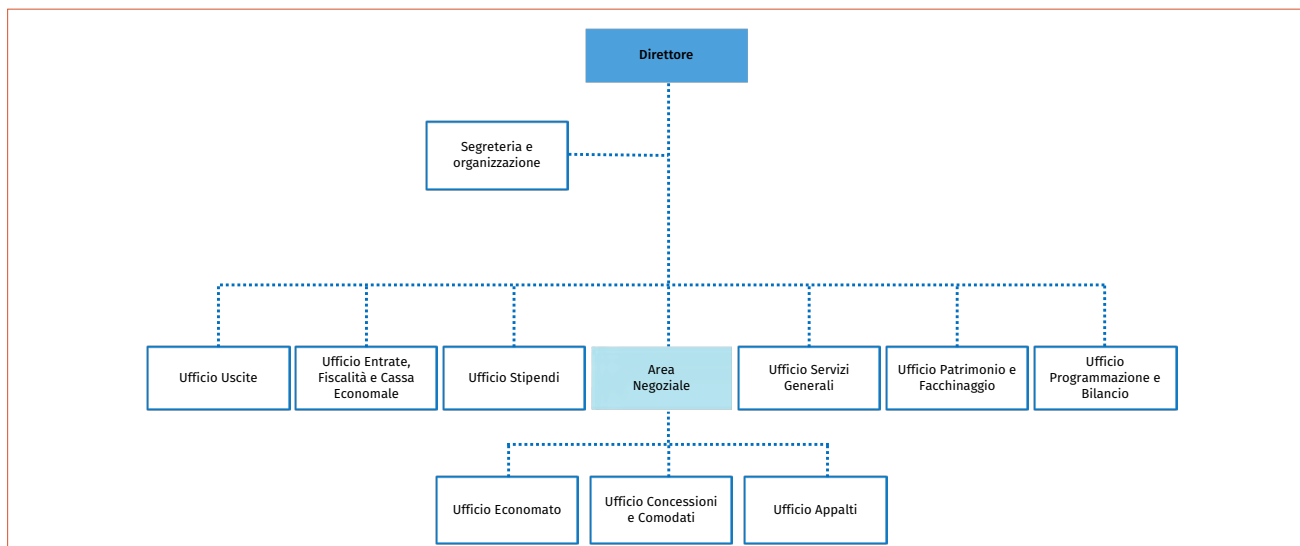 Direttore
Segreteria e
organizzazione
Ufficio Uscite
Ufficio Entrate,
Fiscalità e Cassa
Economale
Ufficio Stipendi
Area
Negoziale
Ufficio Servizi
Generali
Ufficio Patrimonio e
Facchinaggio
Ufficio
Programmazione e
Bilancio
Ufficio Economato
Ufficio Concessioni
e Comodati
Ufficio Appalti